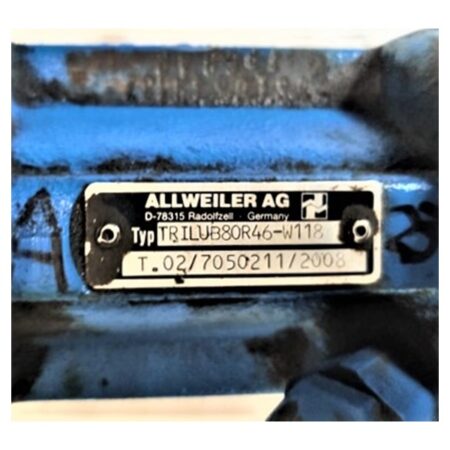 ALLWEILER AG
D-78315 Radolfzell · Germany
Typ TRILUB80R46-W118
T.02/7050211/2008
A
B